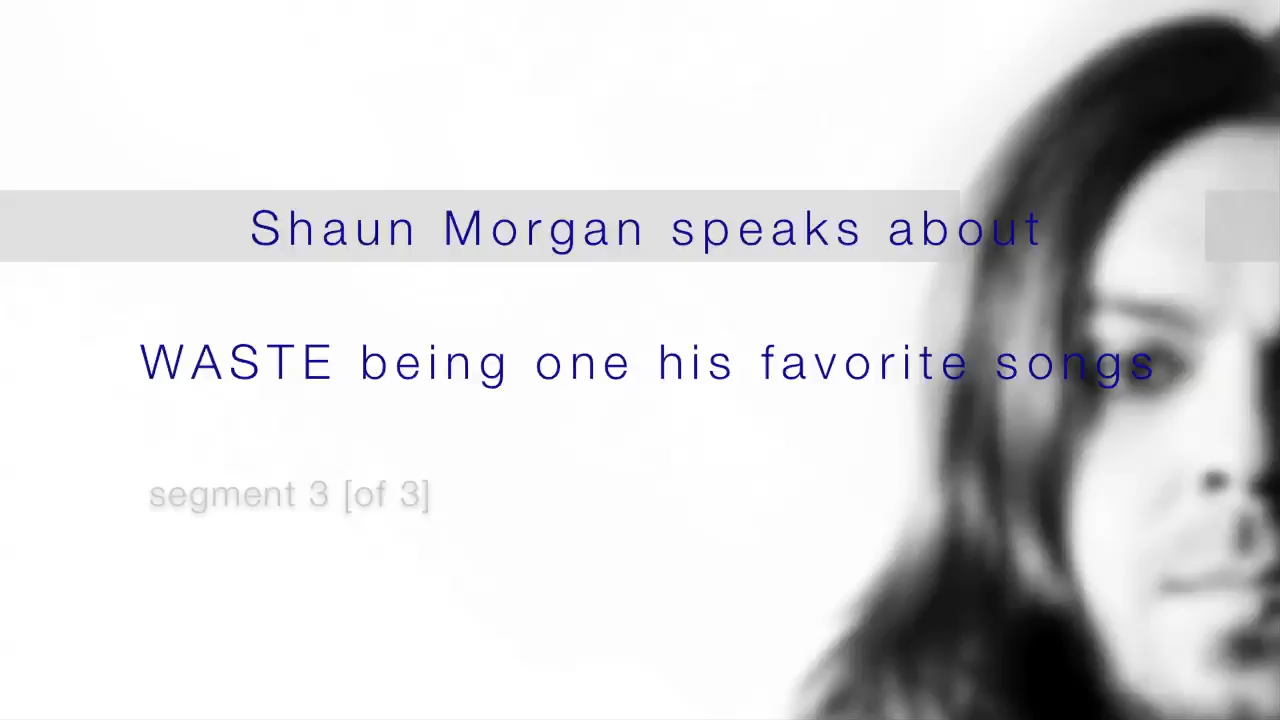 Shaun Morgan speaks about
WASTE being one his favorite songs
segment 3 [of 3]